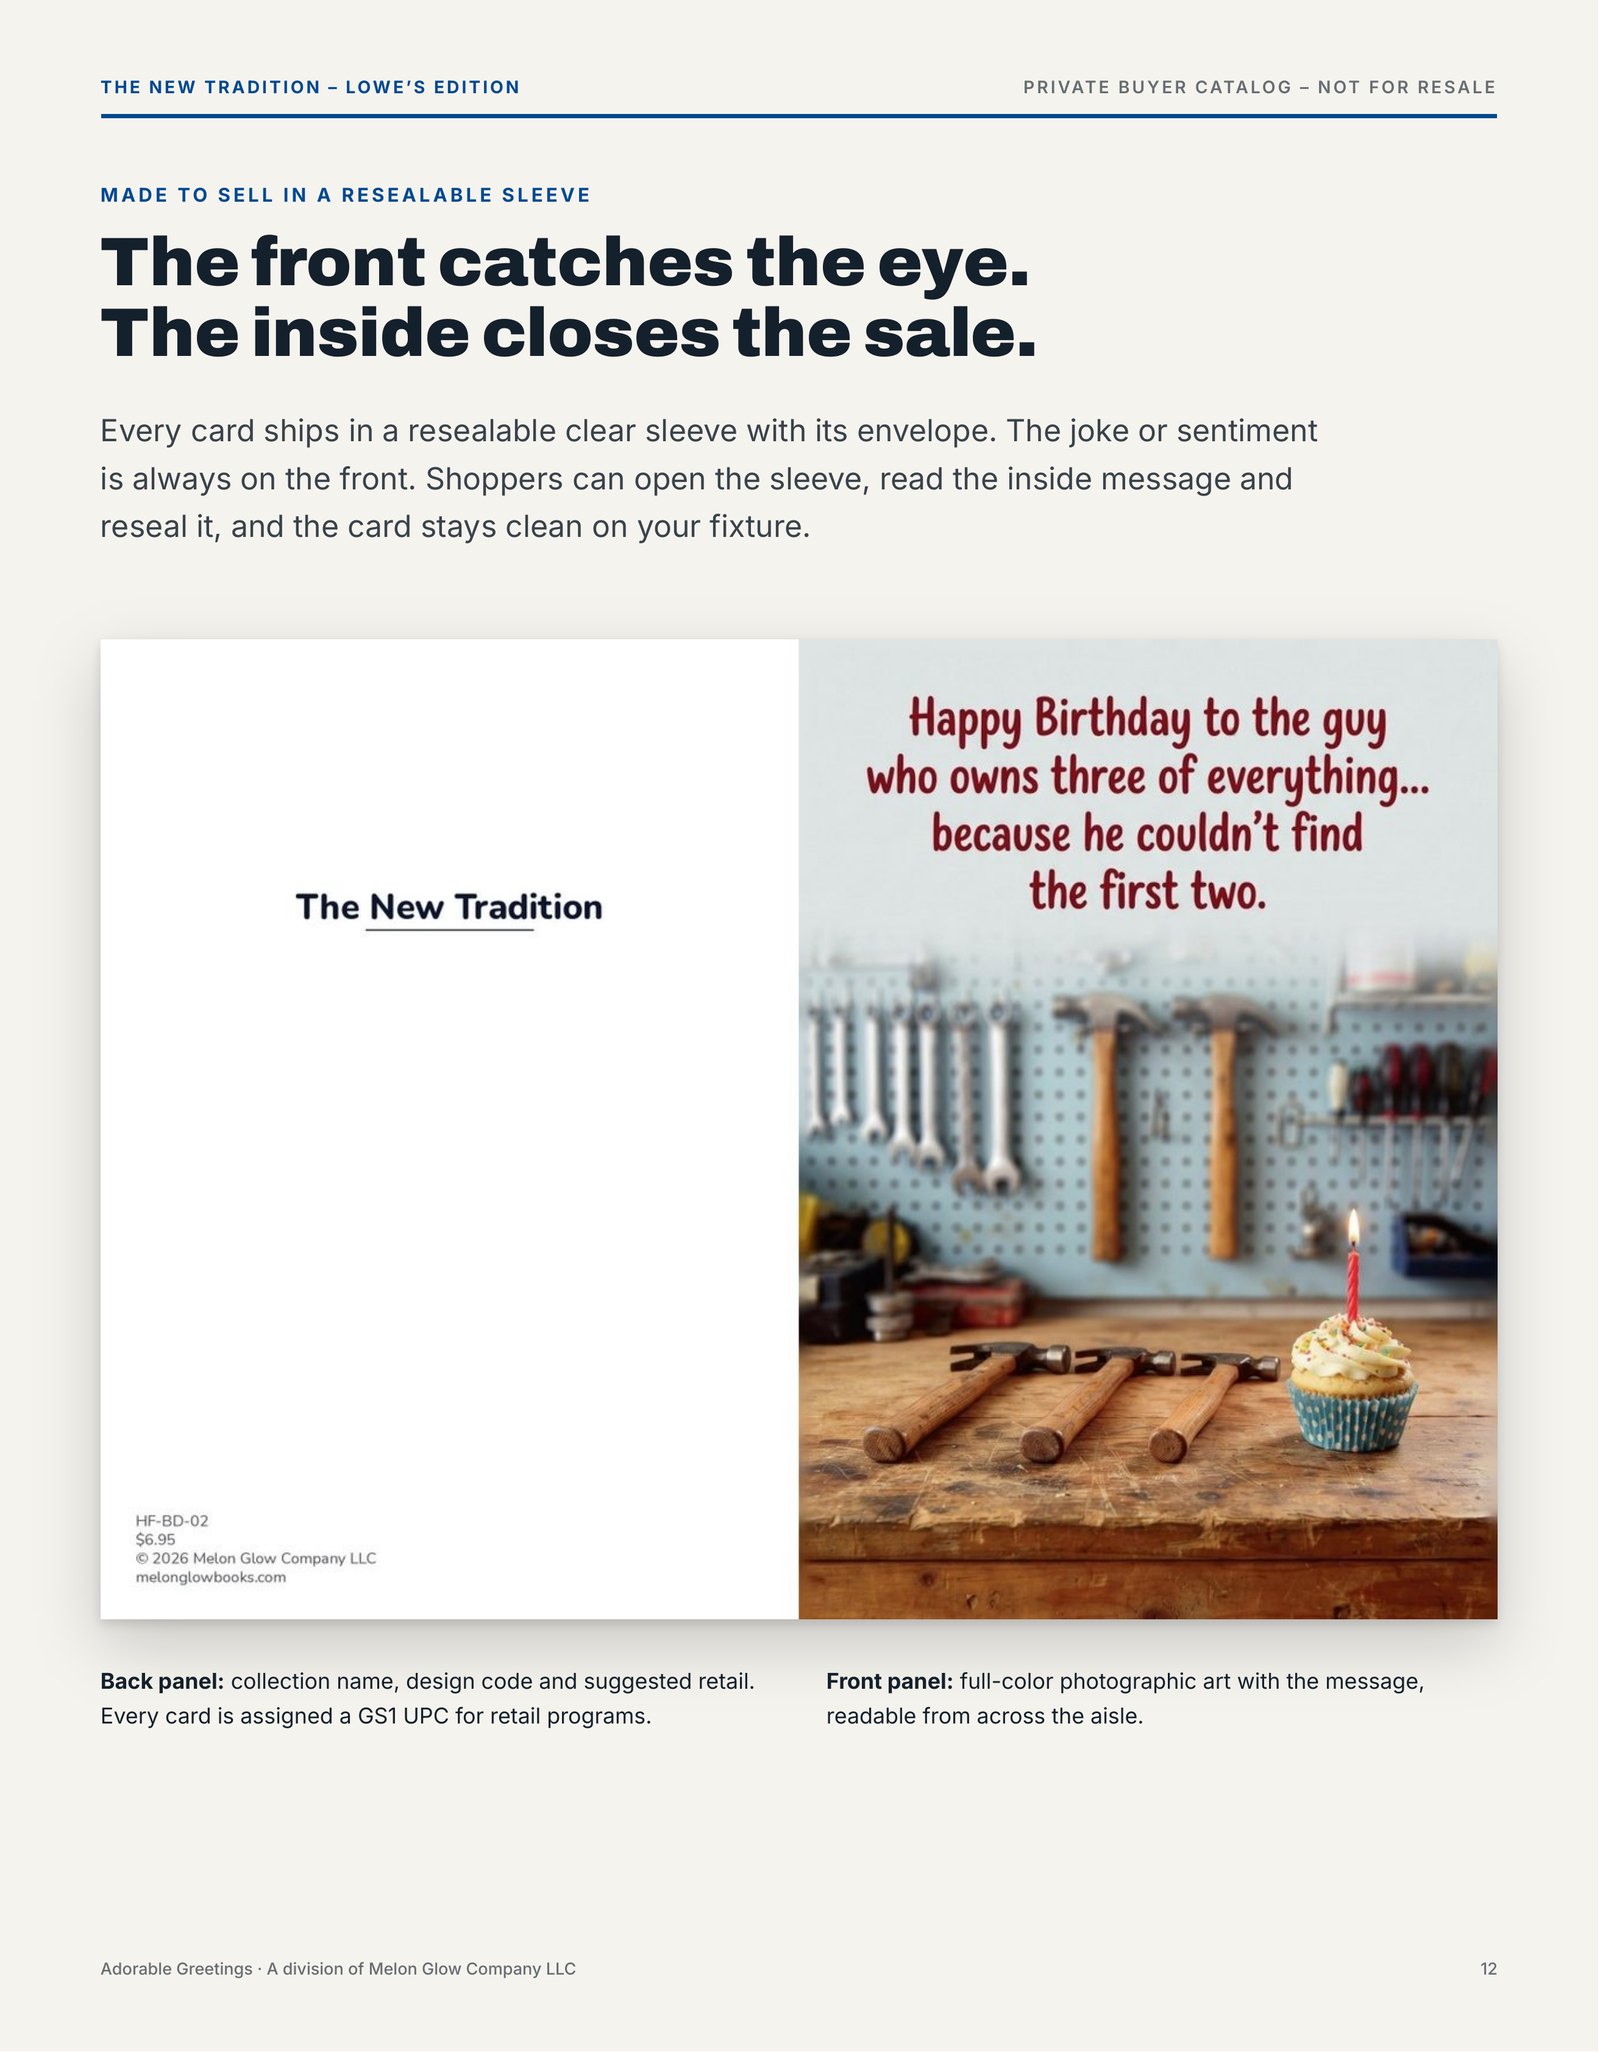 THE NEW TRADITION – LOWE’S EDITION
PRIVATE BUYER CATALOG – NOT FOR RESALE
MADE TO SELL IN A RESEALABLE SLEEVE
The front catches the eye.
The inside closes the sale.
Every card ships in a resealable clear sleeve with its envelope. The joke or sentiment
is always on the front. Shoppers can open the sleeve, read the inside message and
reseal it, and the card stays clean on your fixture.
The New Tradition
HF-BD-02
$6.95
© 2026 Melon Glow Company LLC
melonglowbooks.com
Happy Birthday to the guy
who owns three of everything...
because he couldn’t find
the first two.
Back panel: collection name, design code and suggested retail.
Every card is assigned a GS1 UPC for retail programs.
Front panel: full-color photographic art with the message,
readable from across the aisle.
Adorable Greetings · A division of Melon Glow Company LLC
12